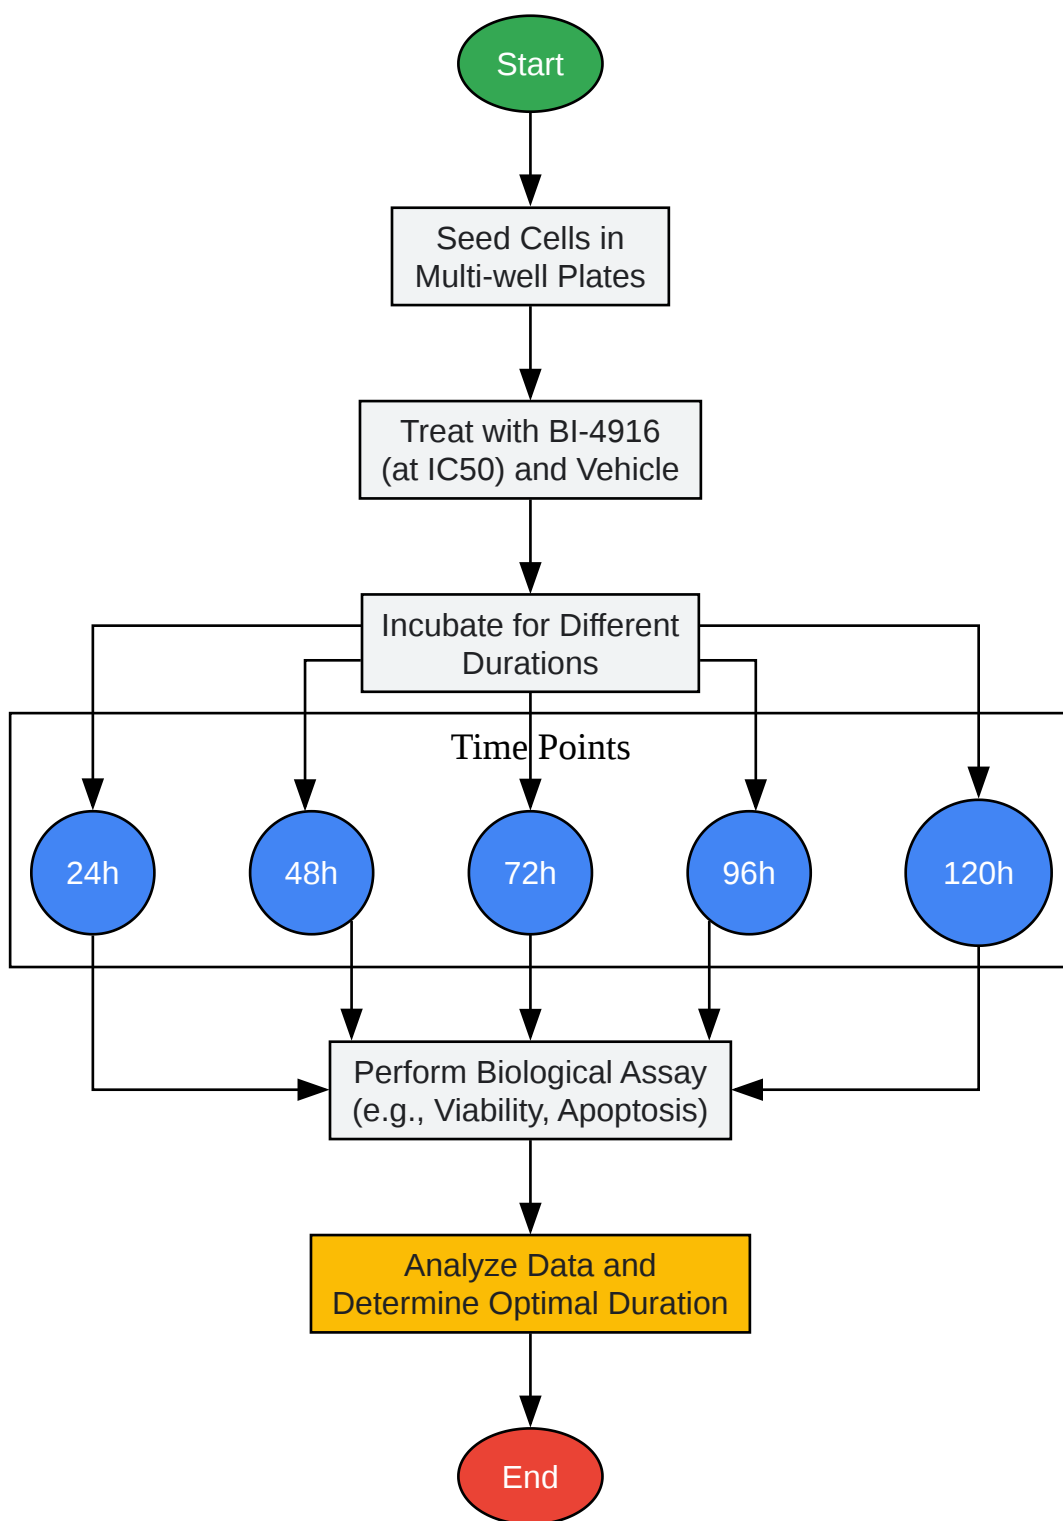 Start
Seed Cells in
Multi-well Plates
Treat with BI-4916
(at IC50) and Vehicle
Incubate for Different
Durations
Time Points
24h
48h
72h
96h
120h
Perform Biological Assay
(e.g., Viability, Apoptosis)
Analyze Data and
Determine Optimal Duration
End